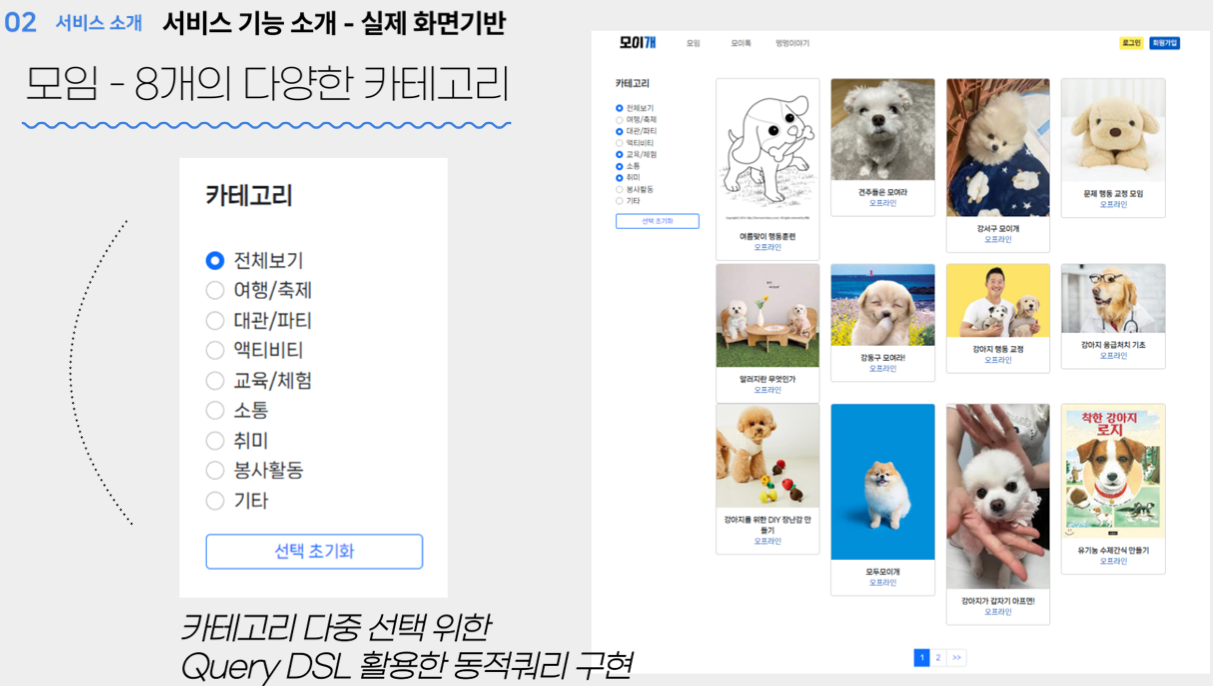 02 서비스 소개 서비스 기능 소개 - 실제 화면기반
모임 - 8개의 다양한 카테고리
카테고리
전체보기
여행/축제
대관/파티
액티비티
교육/체험
소통
취미
봉사활동
기타
선택 초기화
카테고리 다중 선택 위한
Query DSL 활용한 동적쿼리 구현
모이개 모임 모이톡 멍멍이야기 로그인 회원가입
카테고리
전체보기
여행/축제
대관/파티
액티비티
교육/체험
소통
취미
봉사활동
기타
선택 초기화
여름맞이 행동훈련
오프라인
견주들은 모여라
오프라인
강서구 모이개
오프라인
문제 행동 교정 모임
오프라인
알러지란 무엇인가
오프라인
강동구 모여라!
오프라인
강아지 행동 교정
오프라인
강아지 응급처치 기초
오프라인
강아지를 위한 DIY 장난감 만
들기
오프라인
모두모이개
오프라인
강아지가 갑자기 아프면!
오프라인
착한 강아지
로지
유기농 수제간식 만들기
오프라인
1 2 >>